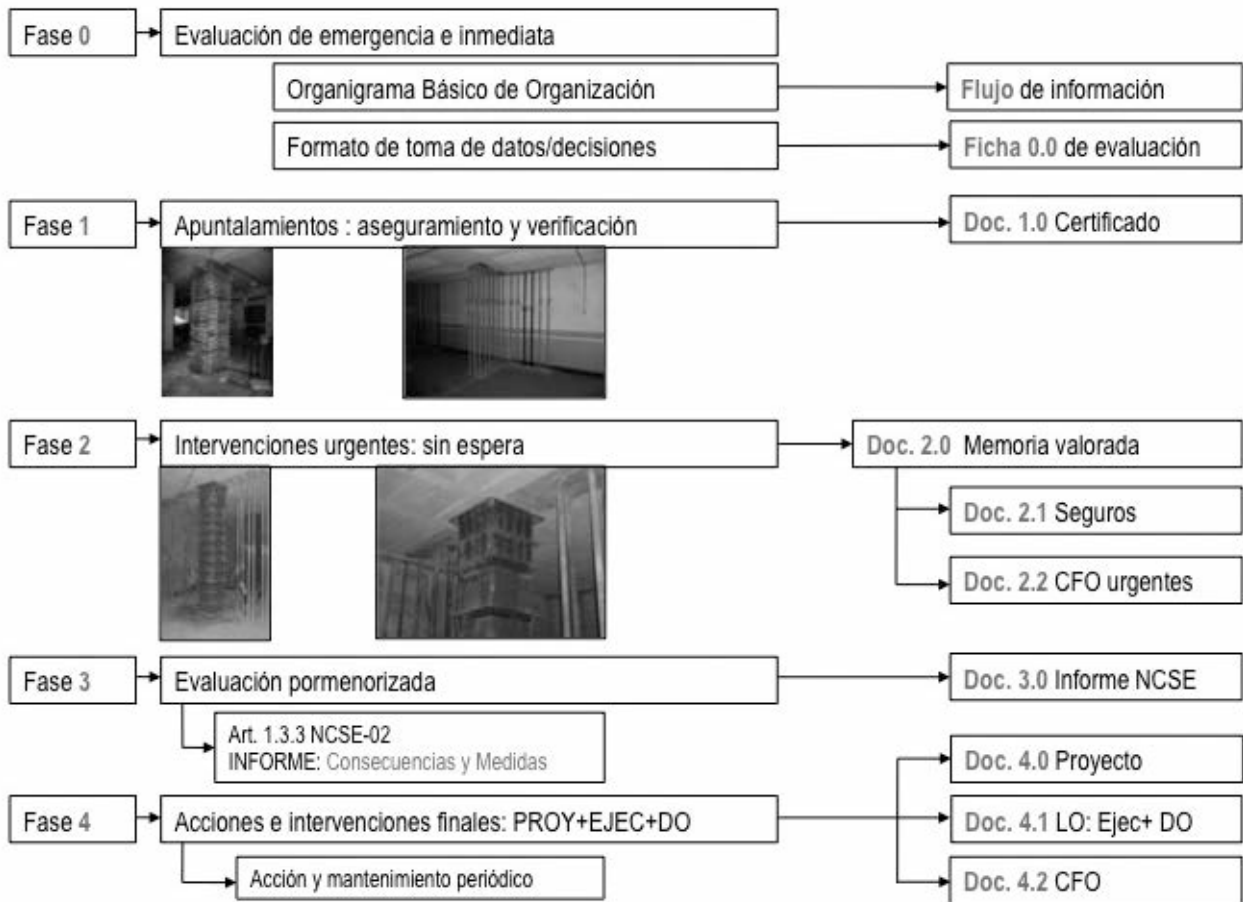 Fase 0
Evaluación de emergencia e inmediata
Organigrama Básico de Organización
Flujo de información
Formato de toma de datos/decisiones
Ficha 0.0 de evaluación
Fase 1
Apuntalamientos : aseguramiento y verificación
Doc. 1.0 Certificado
Fase 2
Intervenciones urgentes: sin espera
Doc. 2.0 Memoria valorada
Doc. 2.1 Seguros
Doc. 2.2 CFO urgentes
Fase 3
Evaluación pormenorizada
Doc. 3.0 Informe NCSE
Art. 1.3.3 NCSE-02
INFORME: Consecuencias y Medidas
Doc. 4.0 Proyecto
Fase 4
Acciones e intervenciones finales: PROY+EJEC+DO
Doc. 4.1 LO: Ejec+ DO
Acción y mantenimiento periódico
Doc. 4.2 CFO